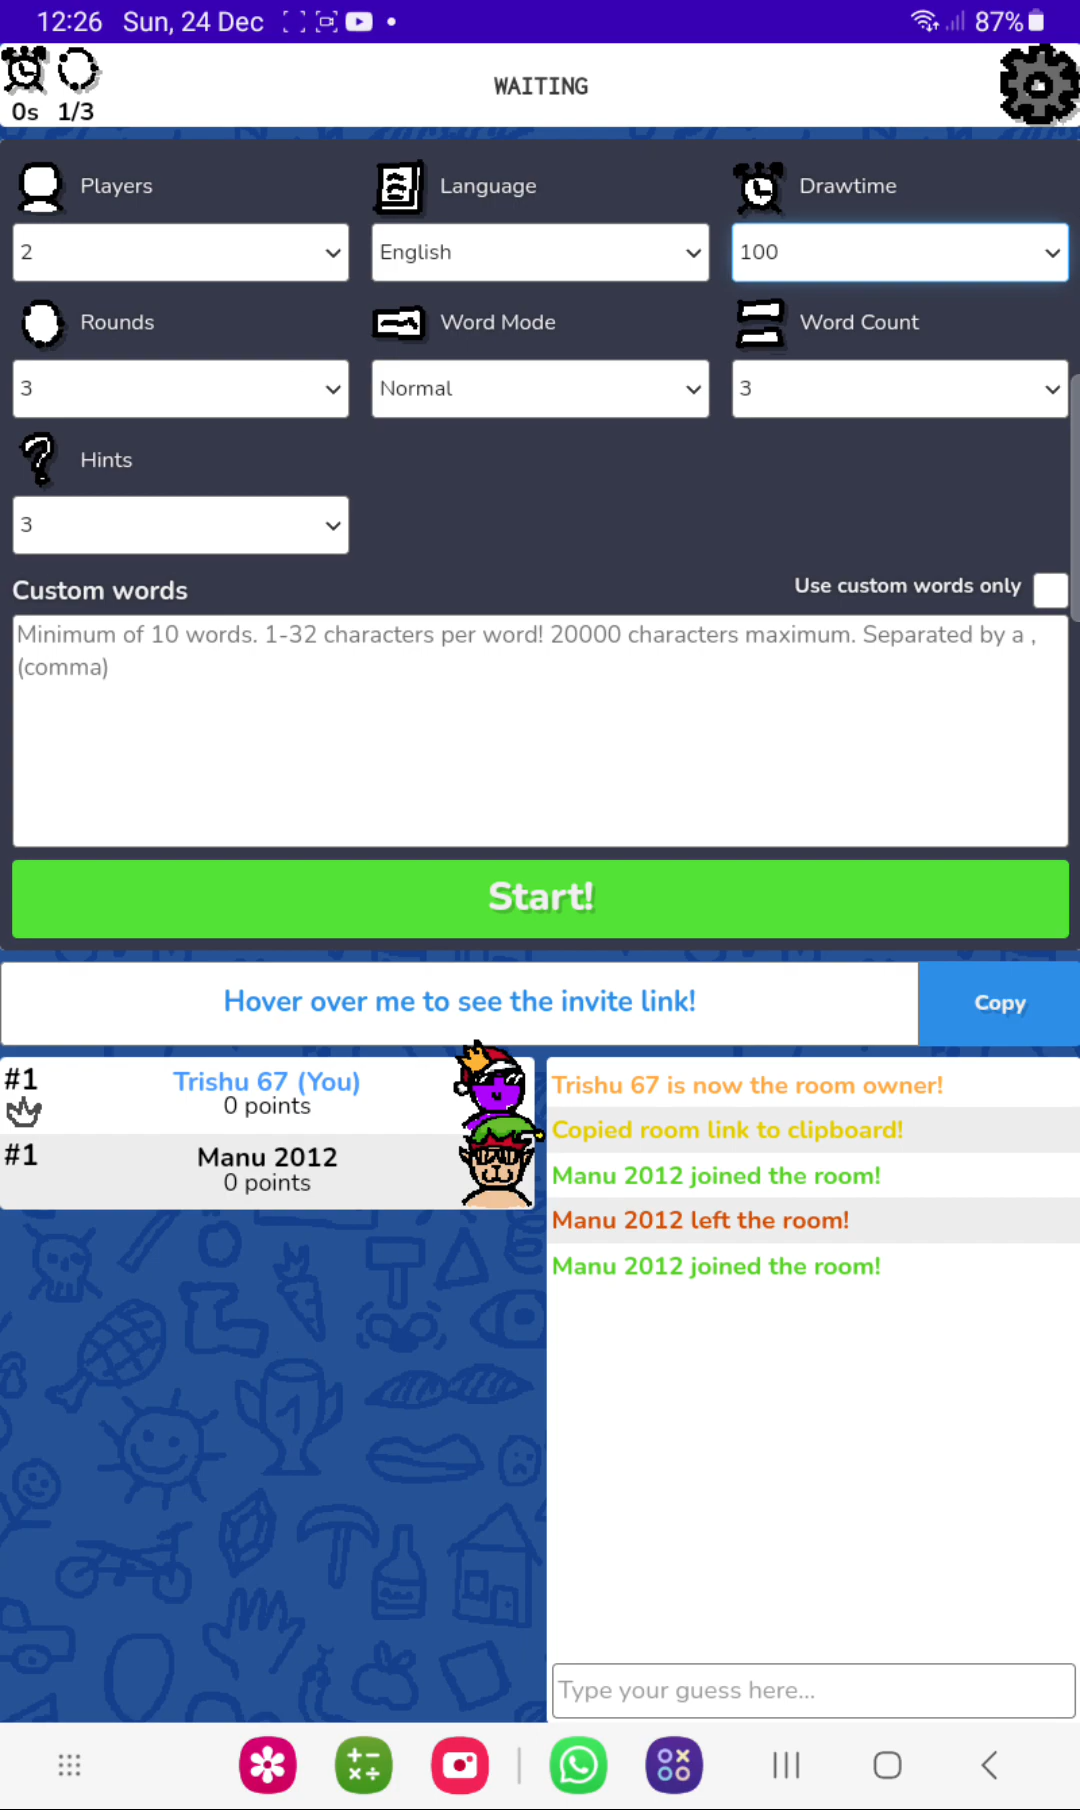 12:26 Sun, 24 Dec 87%
WAITING
0s 1/3
Players Language Drawtime
2 English 100
Rounds Word Mode Word Count
3 Normal 3
Hints
3
Custom words Use custom words only
Minimum of 10 words. 1-32 characters per word! 20000 characters maximum. Separated by a ,
(comma)
Start!
Hover over me to see the invite link! Copy
#1 Trishu 67 (You)
0 points
#1 Manu 2012
0 points
Trishu 67 is now the room owner!
Copied room link to clipboard!
Manu 2012 joined the room!
Manu 2012 left the room!
Manu 2012 joined the room!
1
Type your guess here...